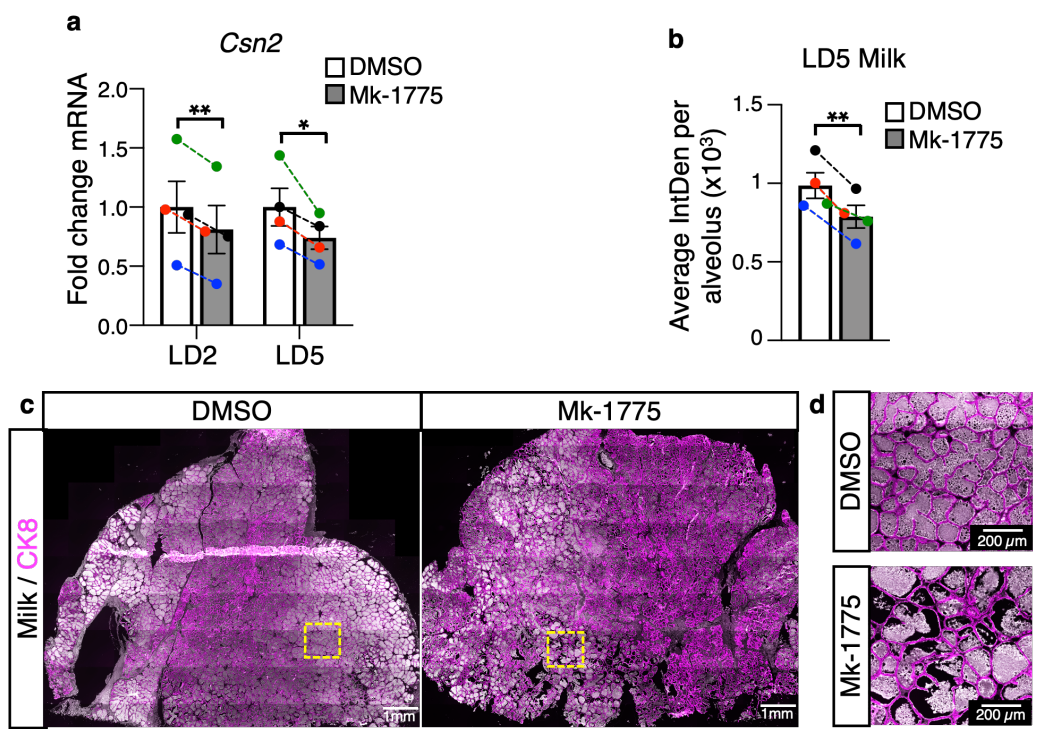 a
Csn2
DMSO
Mk-1775
Fold change mRNA
2.0
1.5
1.0
0.5
0.0
**
*
LD2
LD5
b
LD5 Milk
DMSO
Mk-1775
Average IntDen per
alveolus (x10³)
1.5
1
0.5
0
**
c
DMSO
Mk-1775
Milk / CK8
1mm
1mm
d
DMSO
200 µm
Mk-1775
200 µm